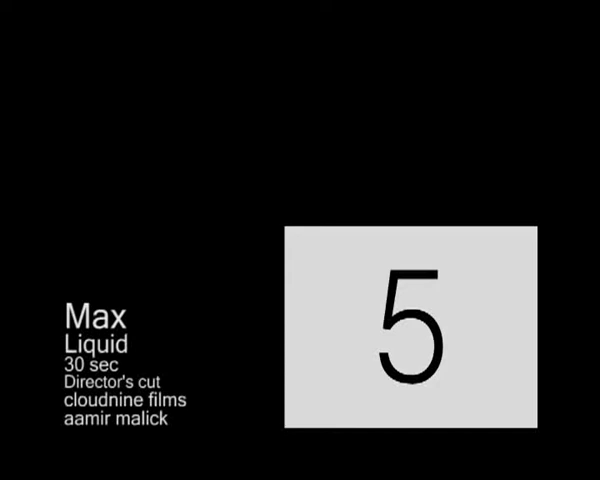 Max
Liquid
30 sec
Director's cut
cloudnine films
aamir malick
5